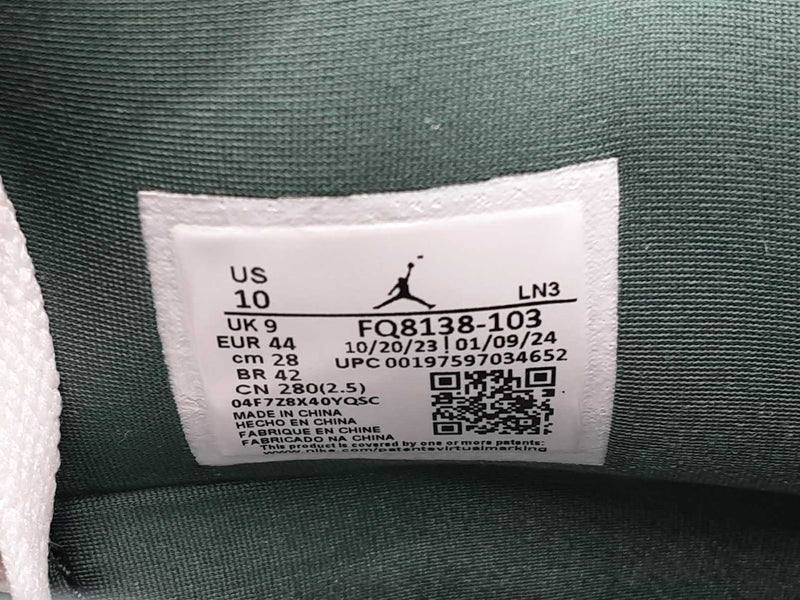 US
10
LN3
UK 9
FQ8138-103
EUR 44
10/20/23 | 01/09/24
cm 28
UPC 00197597034652
BR 42
CN 280(2.5)
04F7Z8X40YQSC
MADE IN CHINA
HECHO EN CHINA
FABRIQUE EN CHINE
FABRICADO NA CHINA
This product is covered by one or more patents:
www.nike.com/patentsvirtualmarking